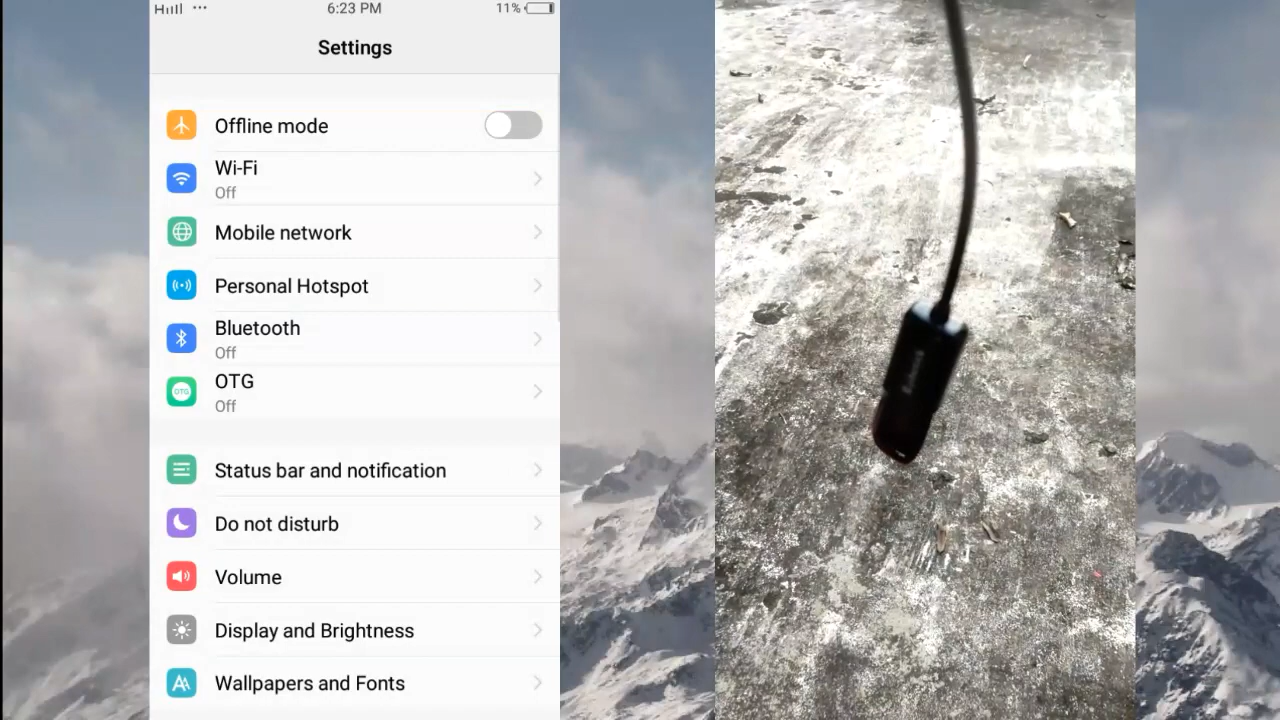 6:23 PM
11%
Settings
Offline mode
Wi-Fi
Off
Mobile network
Personal Hotspot
Bluetooth
Off
OTG
OTG
Off
Status bar and notification
Do not disturb
Volume
Display and Brightness
Wallpapers and Fonts